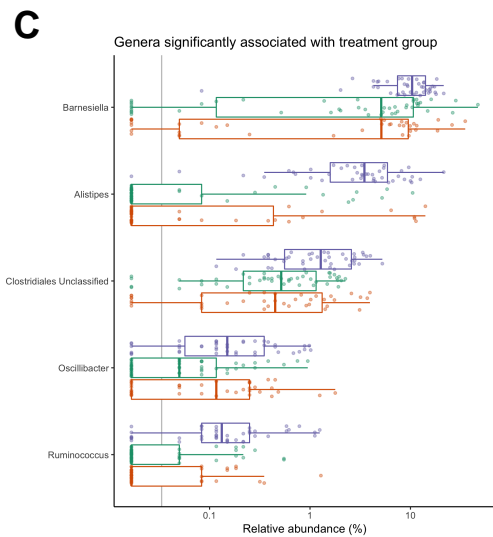 C
Genera significantly associated with treatment group
Barnesiella
Alistipes
Clostridiales Unclassified
Oscillibacter
Ruminococcus
0.1 1 10
Relative abundance (%)